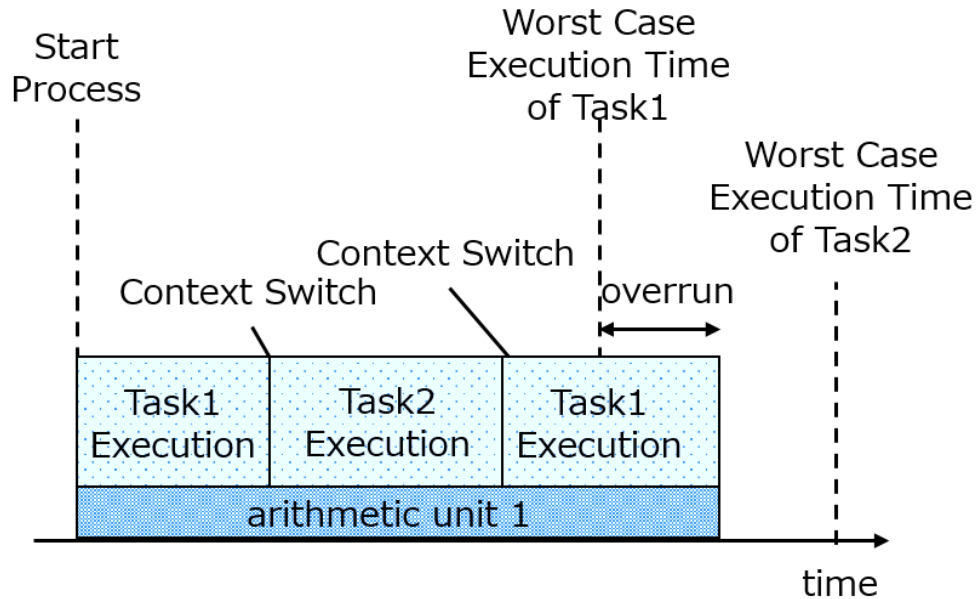 Start
Process
Worst Case
Execution Time
of Task1
Worst Case
Execution Time
of Task2
Context Switch
Context Switch
overrun
Task1
Execution
Task2
Execution
Task1
Execution
arithmetic unit 1
time